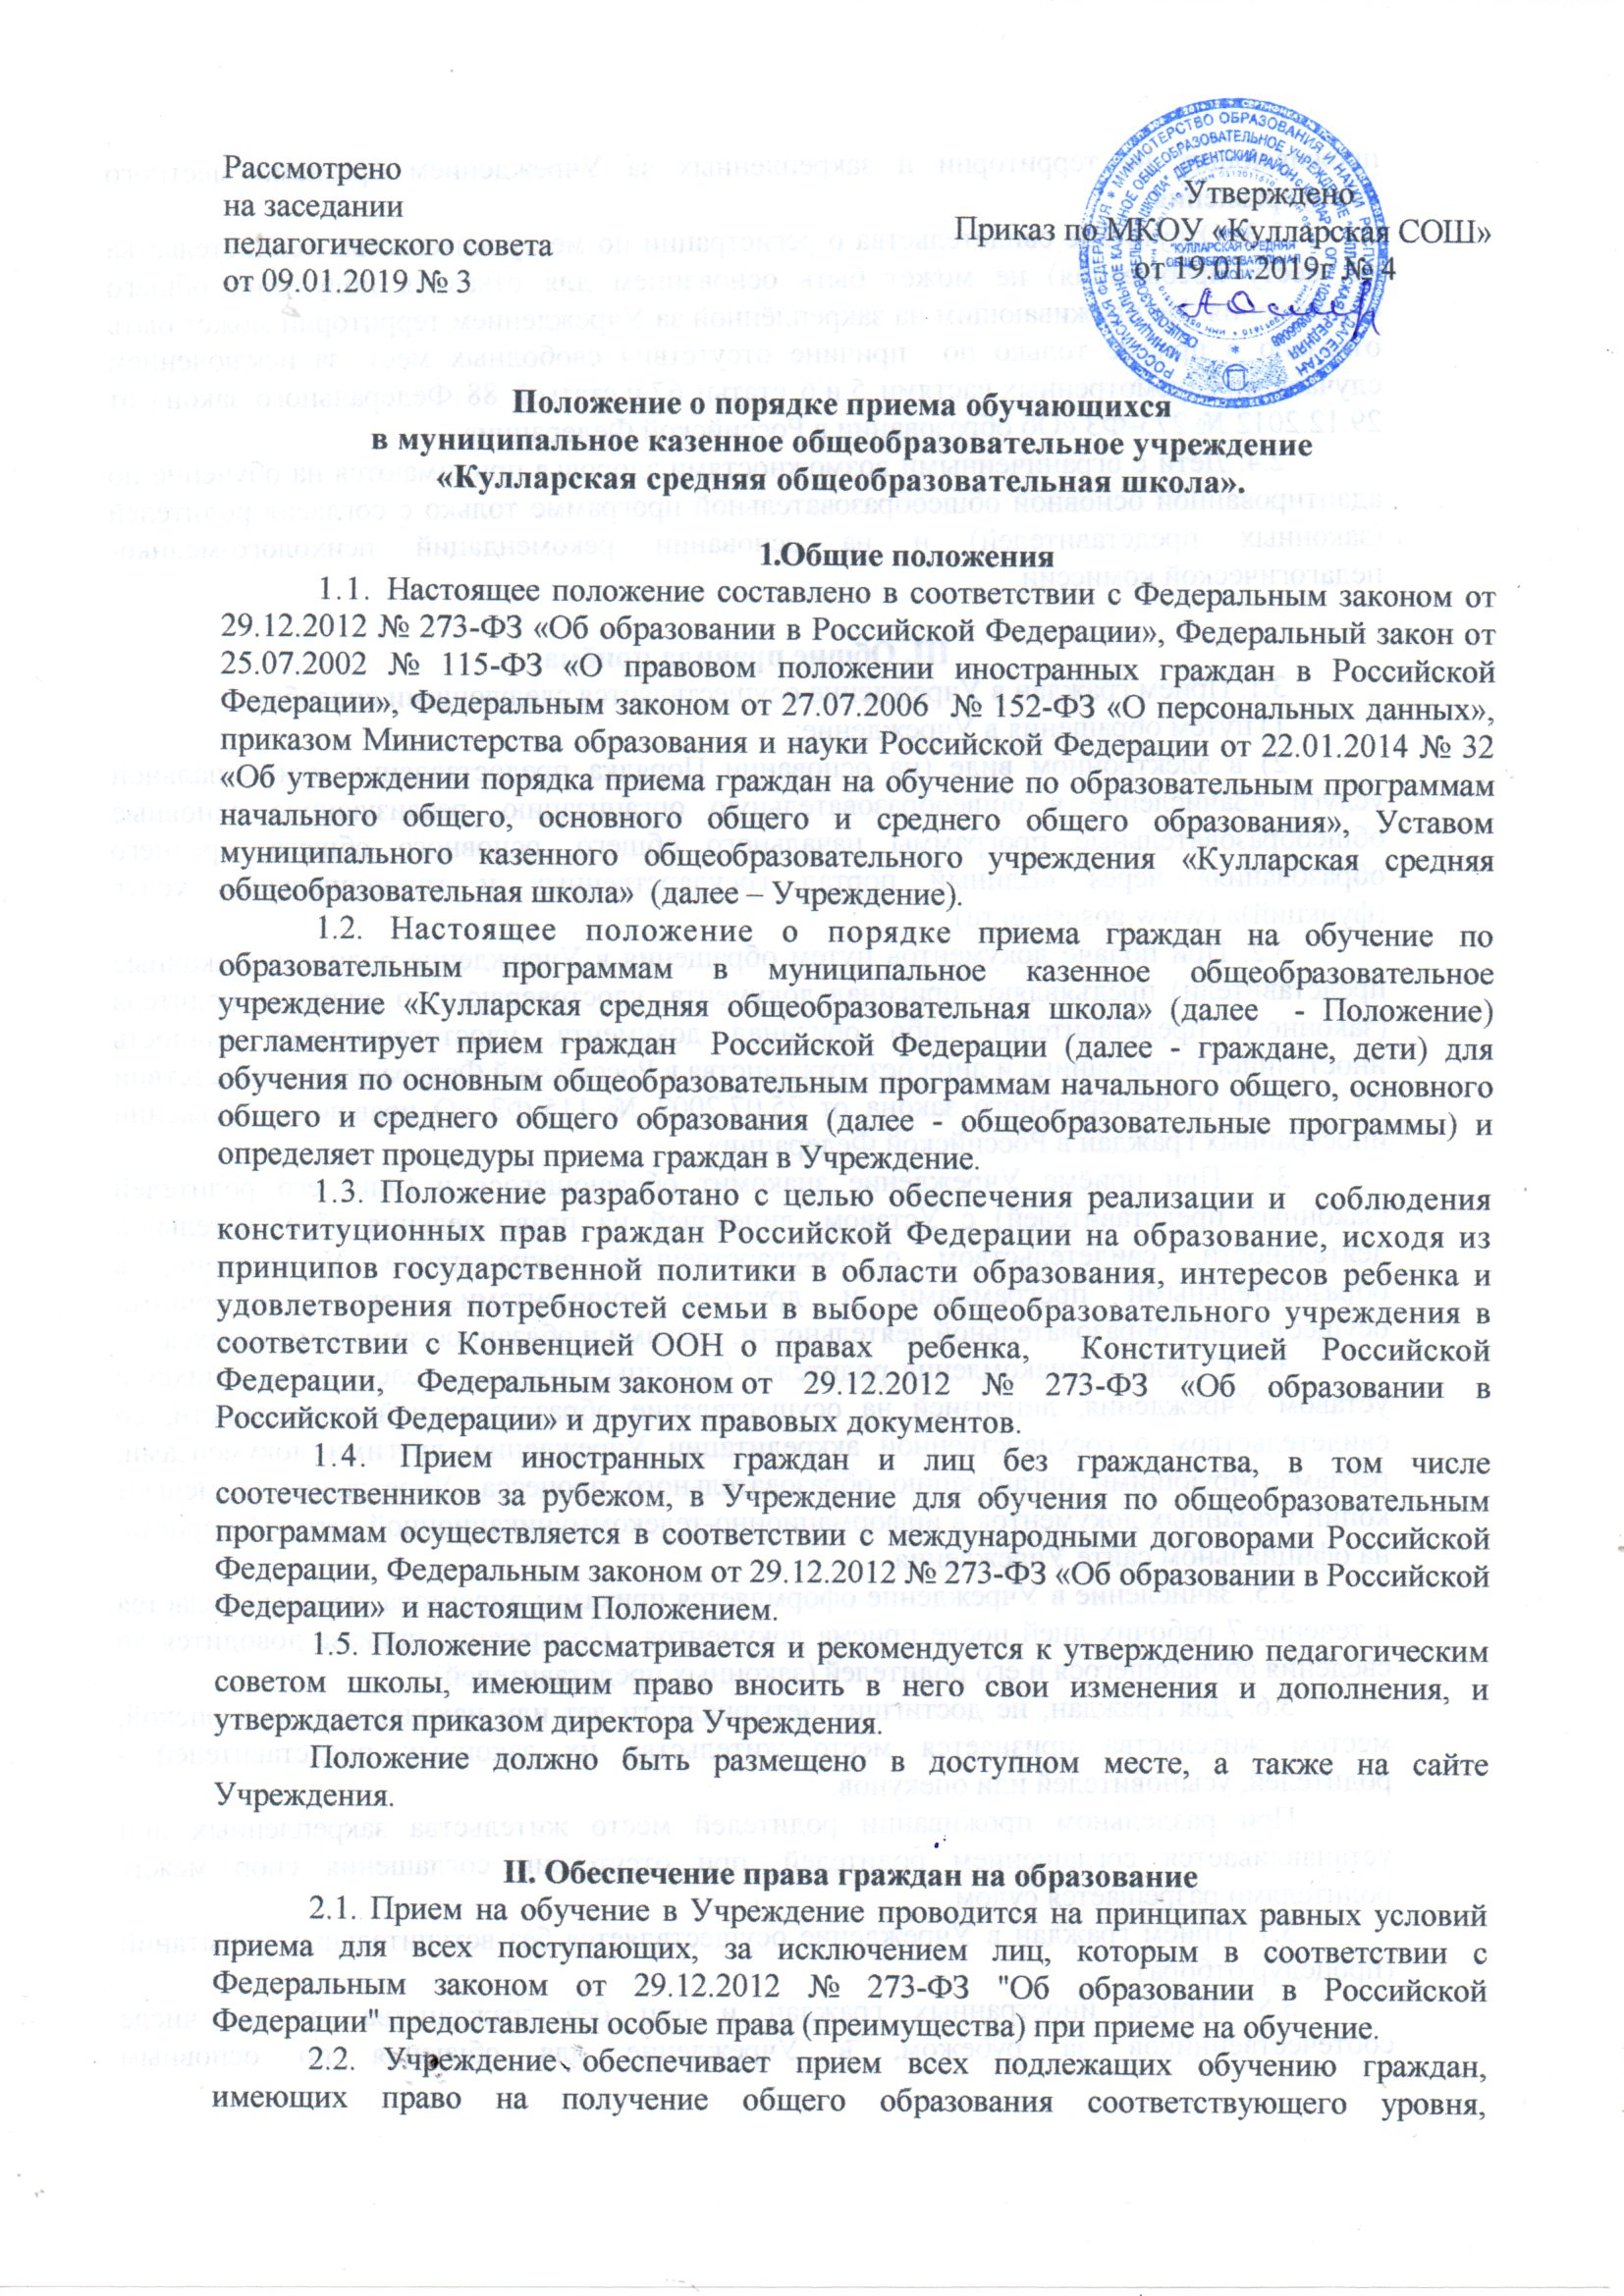 Рассмотрено
на заседании
педагогического совета
от 09.01.2019 № 3
Утверждено
Приказ по МКОУ «Кулларская СОШ»
от 19.01.2019г № 4
Положение о порядке приема обучающихся
в муниципальное казенное общеобразовательное учреждение
«Кулларская средняя общеобразовательная школа».
1.Общие положения
1.1. Настоящее положение составлено в соответствии с Федеральным законом от
29.12.2012 № 273-ФЗ «Об образовании в Российской Федерации», Федеральный закон от
25.07.2002 № 115-ФЗ «О правовом положении иностранных граждан в Российской
Федерации», Федеральным законом от 27.07.2006 № 152-ФЗ «О персональных данных»,
приказом Министерства образования и науки Российской Федерации от 22.01.2014 № 32
«Об утверждении порядка приема граждан на обучение по образовательным программам
начального общего, основного общего и среднего общего образования», Уставом
муниципального казенного общеобразовательного учреждения «Кулларская средняя
общеобразовательная школа» (далее – Учреждение).
1.2. Настоящее положение о порядке приема граждан на обучение по
образовательным программам в муниципальное казенное общеобразовательное
учреждение «Кулларская средняя общеобразовательная школа» (далее - Положение)
регламентирует прием граждан Российской Федерации (далее - граждане, дети) для
обучения по основным общеобразовательным программам начального общего, основного
общего и среднего общего образования (далее - общеобразовательные программы) и
определяет процедуры приема граждан в Учреждение.
1.3. Положение разработано с целью обеспечения реализации и соблюдения
конституционных прав граждан Российской Федерации на образование, исходя из
принципов государственной политики в области образования, интересов ребенка и
удовлетворения потребностей семьи в выборе общеобразовательного учреждения в
соответствии с Конвенцией ООН о правах ребенка, Конституцией Российской
Федерации, Федеральным законом от 29.12.2012 № 273-ФЗ «Об образовании в
Российской Федерации» и других правовых документов.
1.4. Прием иностранных граждан и лиц без гражданства, в том числе
соотечественников за рубежом, в Учреждение для обучения по общеобразовательным
программам осуществляется в соответствии с международными договорами Российской
Федерации, Федеральным законом от 29.12.2012 № 273-ФЗ «Об образовании в Российской
Федерации» и настоящим Положением.
1.5. Положение рассматривается и рекомендуется к утверждению педагогическим
советом школы, имеющим право вносить в него свои изменения и дополнения, и
утверждается приказом директора Учреждения.
Положение должно быть размещено в доступном месте, а также на сайте
Учреждения.
II. Обеспечение права граждан на образование
2.1. Прием на обучение в Учреждение проводится на принципах равных условий
приема для всех поступающих, за исключением лиц, которым в соответствии с
Федеральным законом от 29.12.2012 № 273-ФЗ "Об образовании в Российской
Федерации" предоставлены особые права (преимущества) при приеме на обучение.
2.2. Учреждение обеспечивает прием всех подлежащих обучению граждан,
имеющих право на получение общего образования соответствующего уровня,